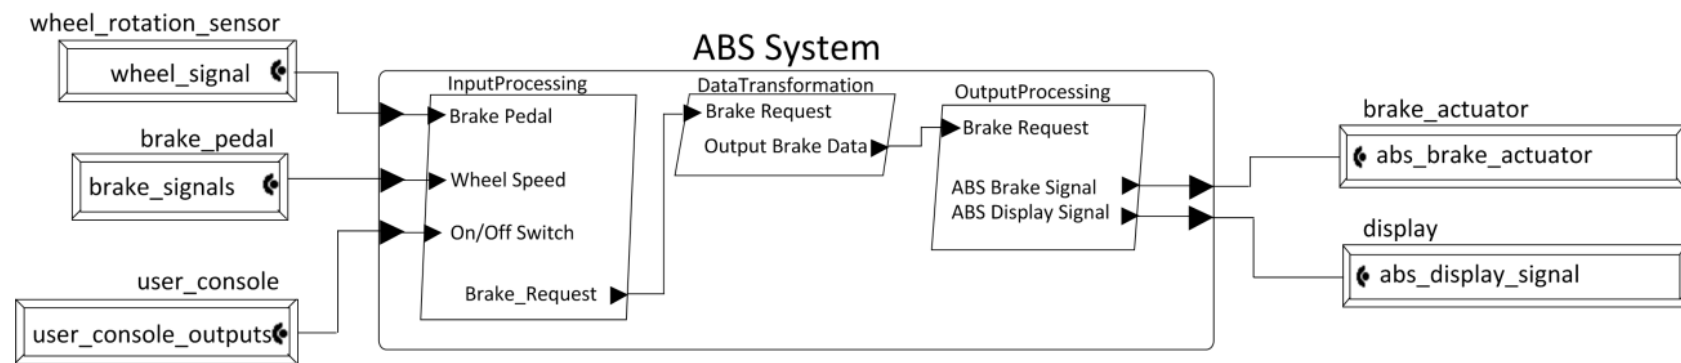 ABS System
wheel_rotation_sensor
wheel_signal
brake_pedal
brake_signals
user_console
user_console_outputs
InputProcessing
Brake Pedal
Wheel Speed
On/Off Switch
Brake_Request
DataTransformation
Brake Request
Output Brake Data
OutputProcessing
Brake Request
ABS Brake Signal
ABS Display Signal
brake_actuator
abs_brake_actuator
display
abs_display_signal